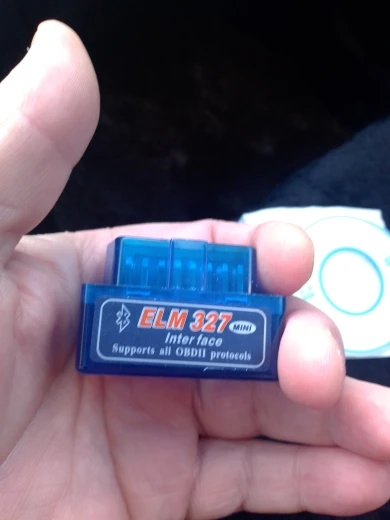 ELM 327 MINI
Interface
Supports all OBDII protocols